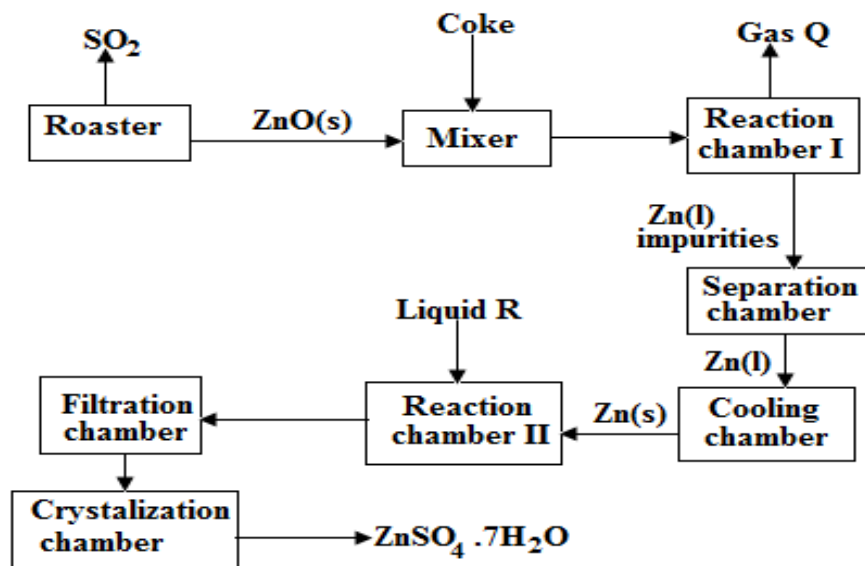 SO₂
Coke
Gas Q
Roaster
ZnO(s)
Mixer
Reaction
chamber I
Zn(l)
impurities
Separation
chamber
Zn(l)
Liquid R
Filtration
chamber
Reaction
chamber II
Zn(s)
Cooling
chamber
Crystalization
chamber
ZnSO₄ .7H₂O